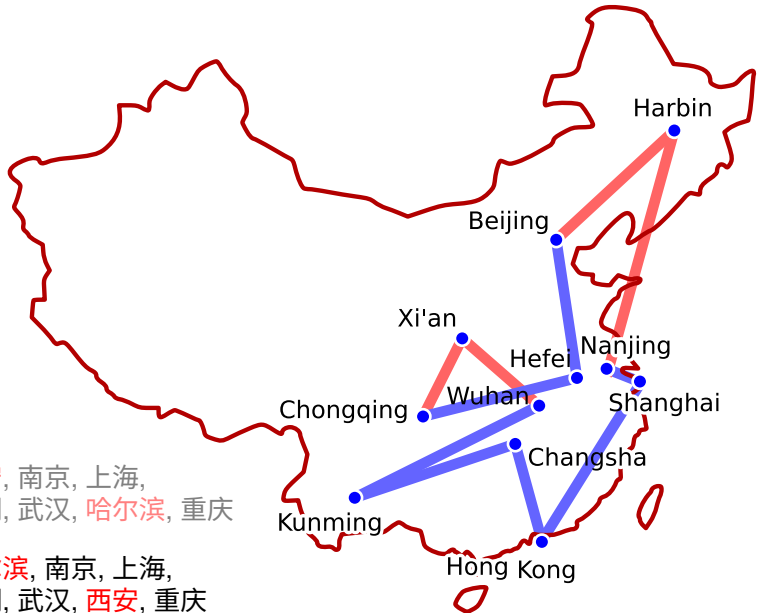 Harbin
Beijing
Xi'an
Nanjing
Hefei
Wuhan
Shanghai
Chongqing
Changsha
Kunming
Hong Kong
, 南京, 上海,
, 武汉, 哈尔滨, 重庆
滨, 南京, 上海,
, 武汉, 西安, 重庆